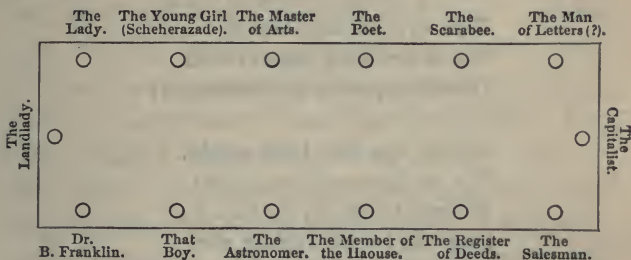 The Lady.
The Young Girl (Scheherazade).
The Master of Arts.
The Poet.
The Scarabee.
The Man of Letters (?).
The Landlady.
The Capitalist.
Dr. B. Franklin.
That Boy.
The Astronomer.
The Member of the Haouse.
The Register of Deeds.
The Salesman.